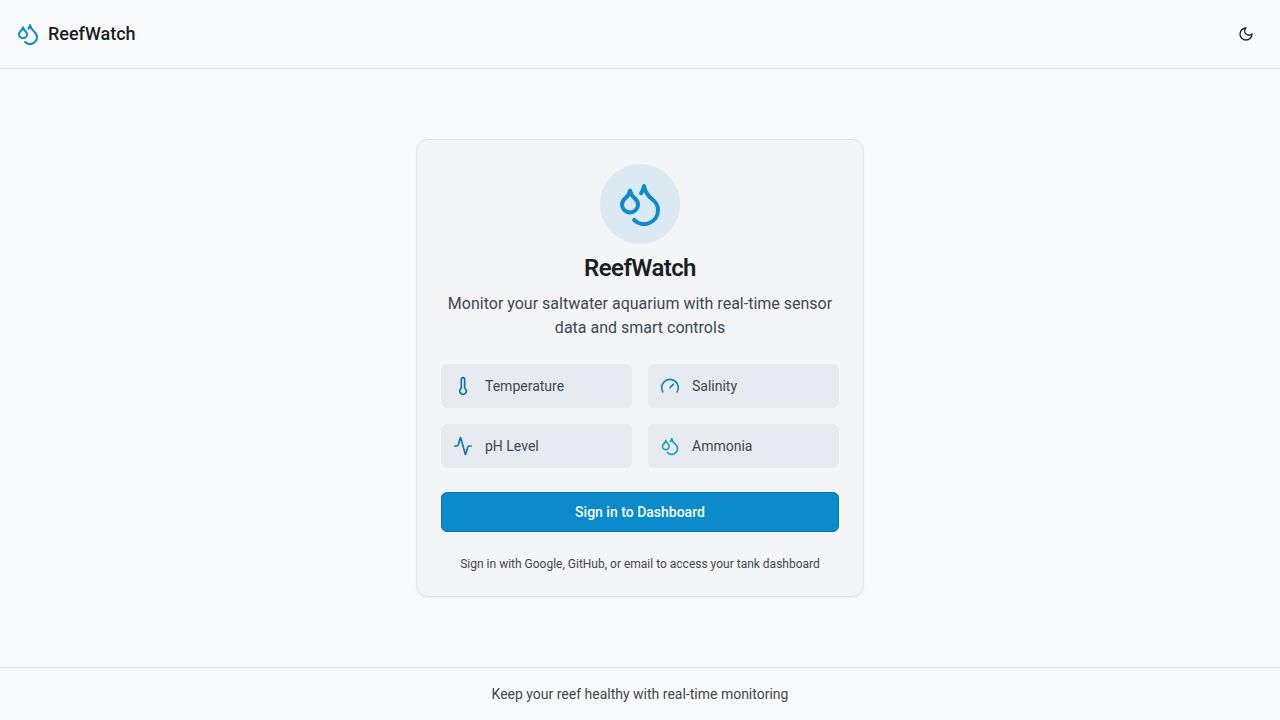 ReefWatch
ReefWatch
Monitor your saltwater aquarium with real-time sensor
data and smart controls
Temperature
Salinity
pH Level
Ammonia
Sign in to Dashboard
Sign in with Google, GitHub, or email to access your tank dashboard
Keep your reef healthy with real-time monitoring